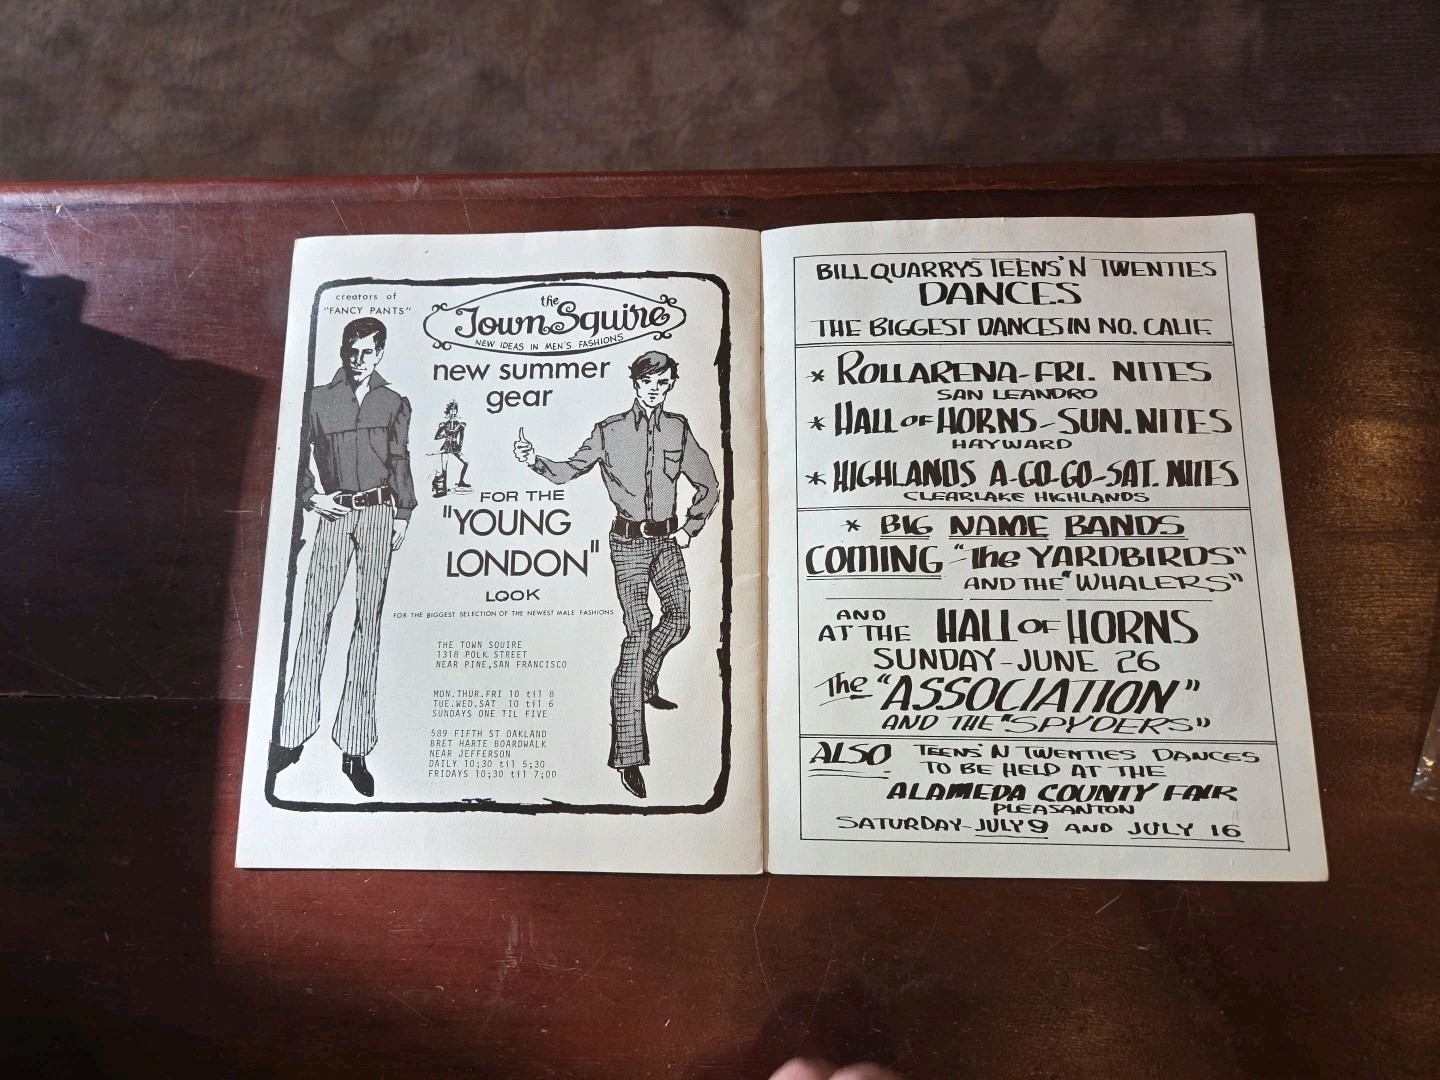 creators of
"FANCY PANTS"
the
Town Squire
NEW IDEAS IN MEN'S FASHIONS
new summer
gear
FOR THE
"YOUNG
LONDON"
LOOK
FOR THE BIGGEST SELECTION OF THE NEWEST MALE FASHIONS
THE TOWN SQUIRE
1318 POLK STREET
NEAR PINE,SAN FRANCISCO
MON.THUR.FRI 10 til 8
TUE.WED.SAT 10 til 6
SUNDAYS ONE TIL FIVE
589 FIFTH ST OAKLAND
BRET HARTE BOARDWALK
NEAR JEFFERSON
DAILY 10;30 til 5;30
FRIDAYS 10;30 til 7;00
BILL QUARRYS TEENS'N TWENTIES
DANCES
THE BIGGEST DANCES IN NO. CALIF.
* ROLLARENA-FRI. NITES
SAN LEANDRO
* HALL OF HORNS-SUN. NITES
HAYWARD
* HIGHLANDS A-GO-GO-SAT. NITES
CLEARLAKE HIGHLANDS
* BIG NAME BANDS
COMING "The YARDBIRDS"
AND THE "WHALERS"
AND
AT THE HALL OF HORNS
SUNDAY-JUNE 26
The "ASSOCIATION"
AND THE "SPYDERS"
ALSO TEENS' N TWENTIES DANCES
TO BE HELD AT THE
ALAMEDA COUNTY FAIR
PLEASANTON
SATURDAY-JULY 9 AND JULY 16